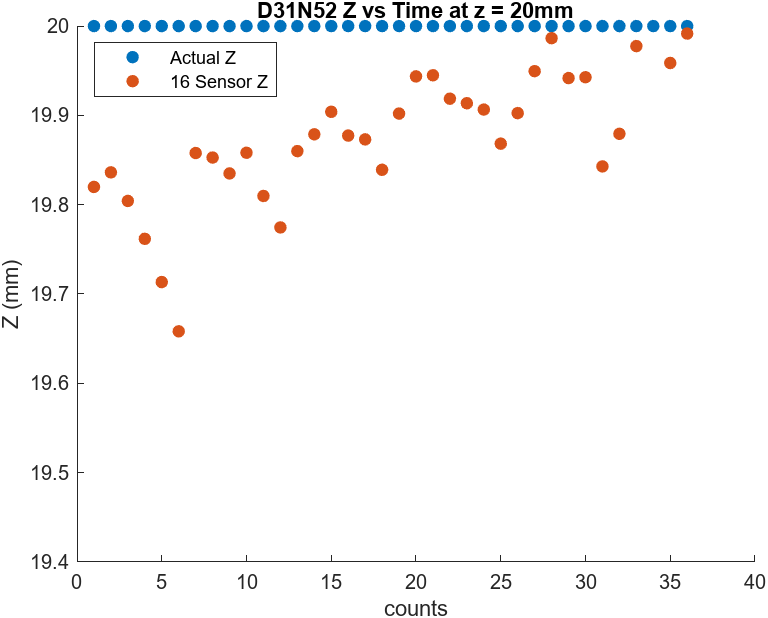 D31N52 Z vs Time at z = 20mm
Actual Z
16 Sensor Z
Z (mm)
20
19.9
19.8
19.7
19.6
19.5
19.4
0 5 10 15 20 25 30 35 40
counts